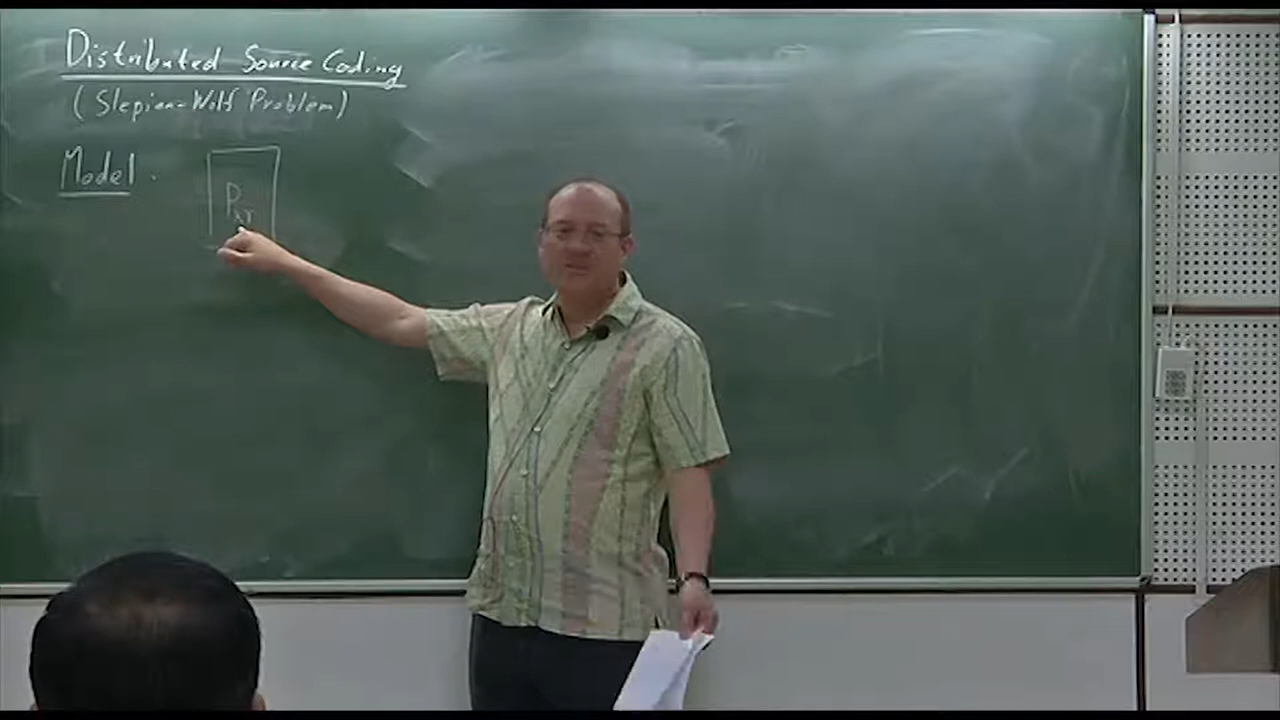 Distributed Source Coding
(Slepian-Wolf Problem)
Model.
P_XY